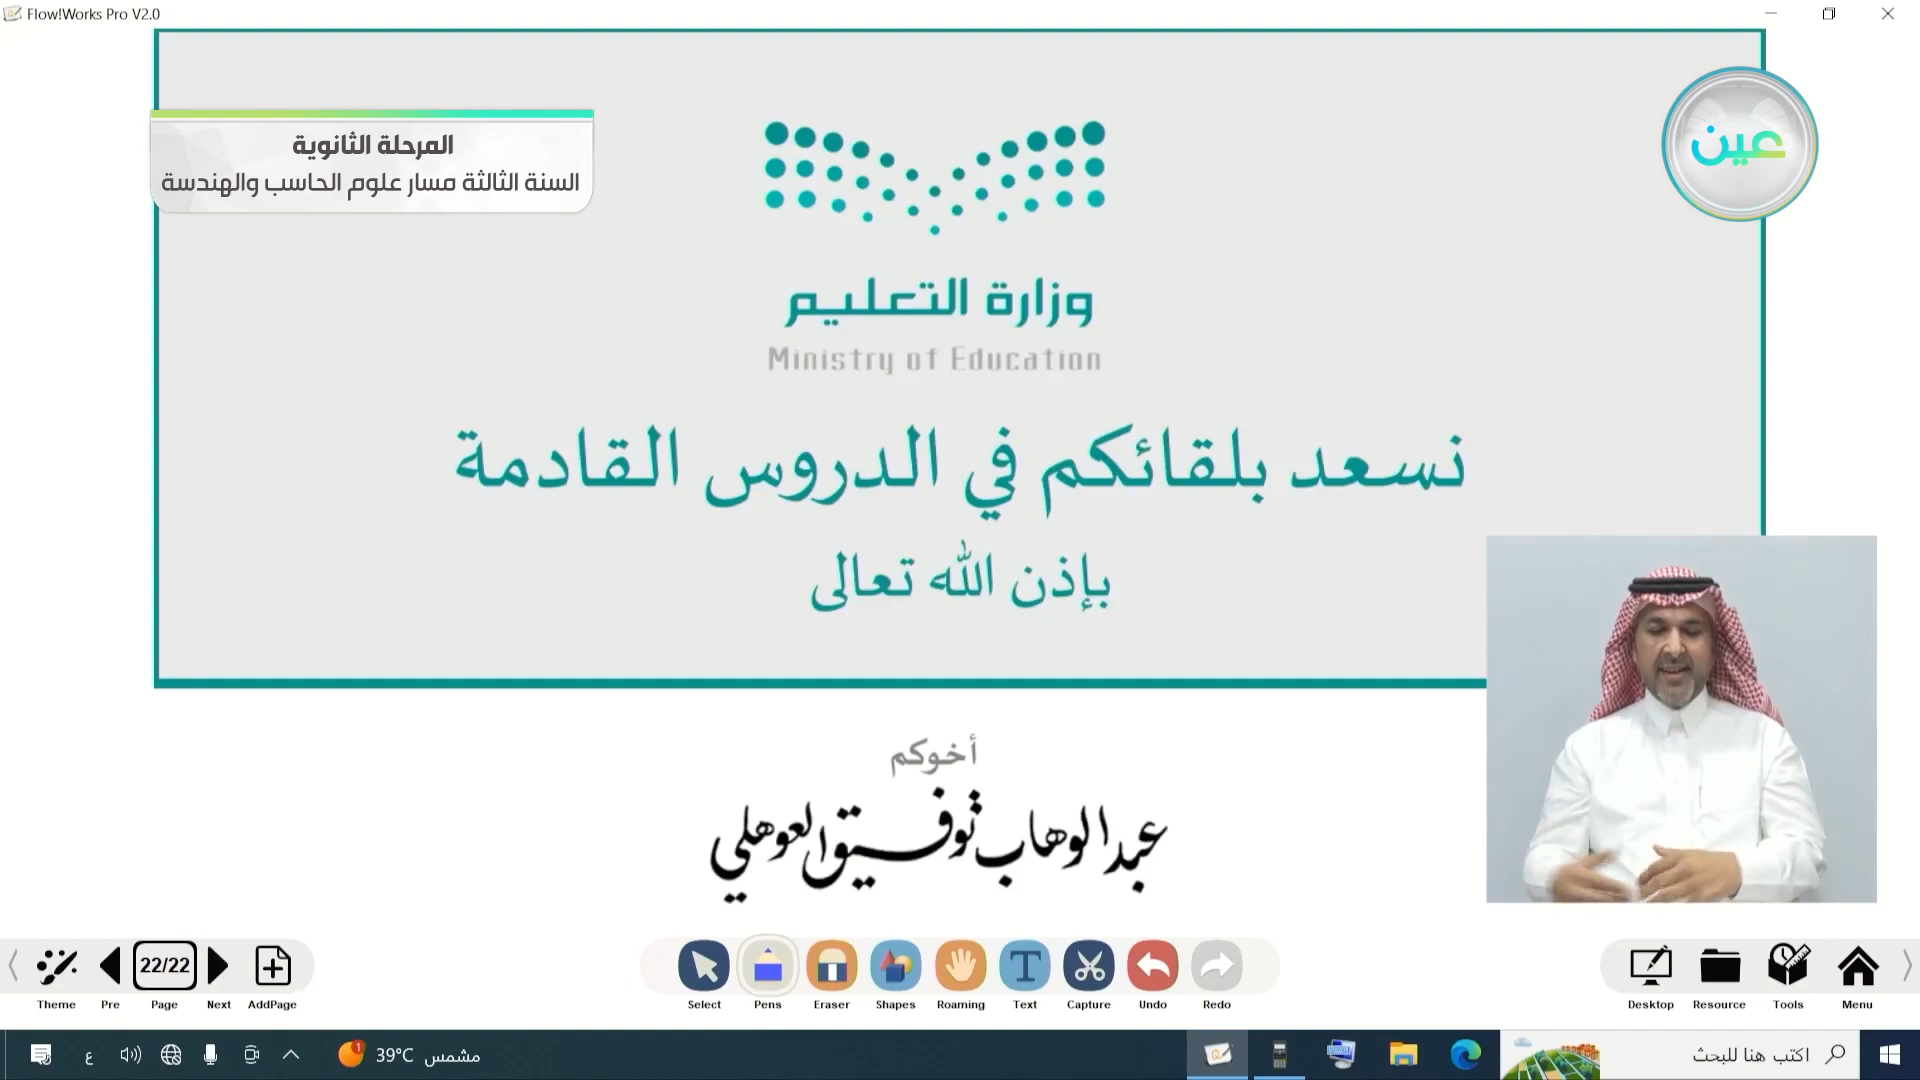 Flow!Works Pro V2.0
المرحلة الثانوية
السنة الثالثة مسار علوم الحاسب والهندسة
عين
وزارة التعليم
Ministry of Education
نسعد بلقائكم في الدروس القادمة
بإذن الله تعالى
أخوكم
عبدالوهاب توفيق العوهلي
22/22
Theme
Pre
Page
Next
AddPage
Select
Pens
Eraser
Shapes
Roaming
Text
Capture
Undo
Redo
Desktop
Resource
Tools
Menu
ع
1
39°C مشمس
اكتب هنا للبحث